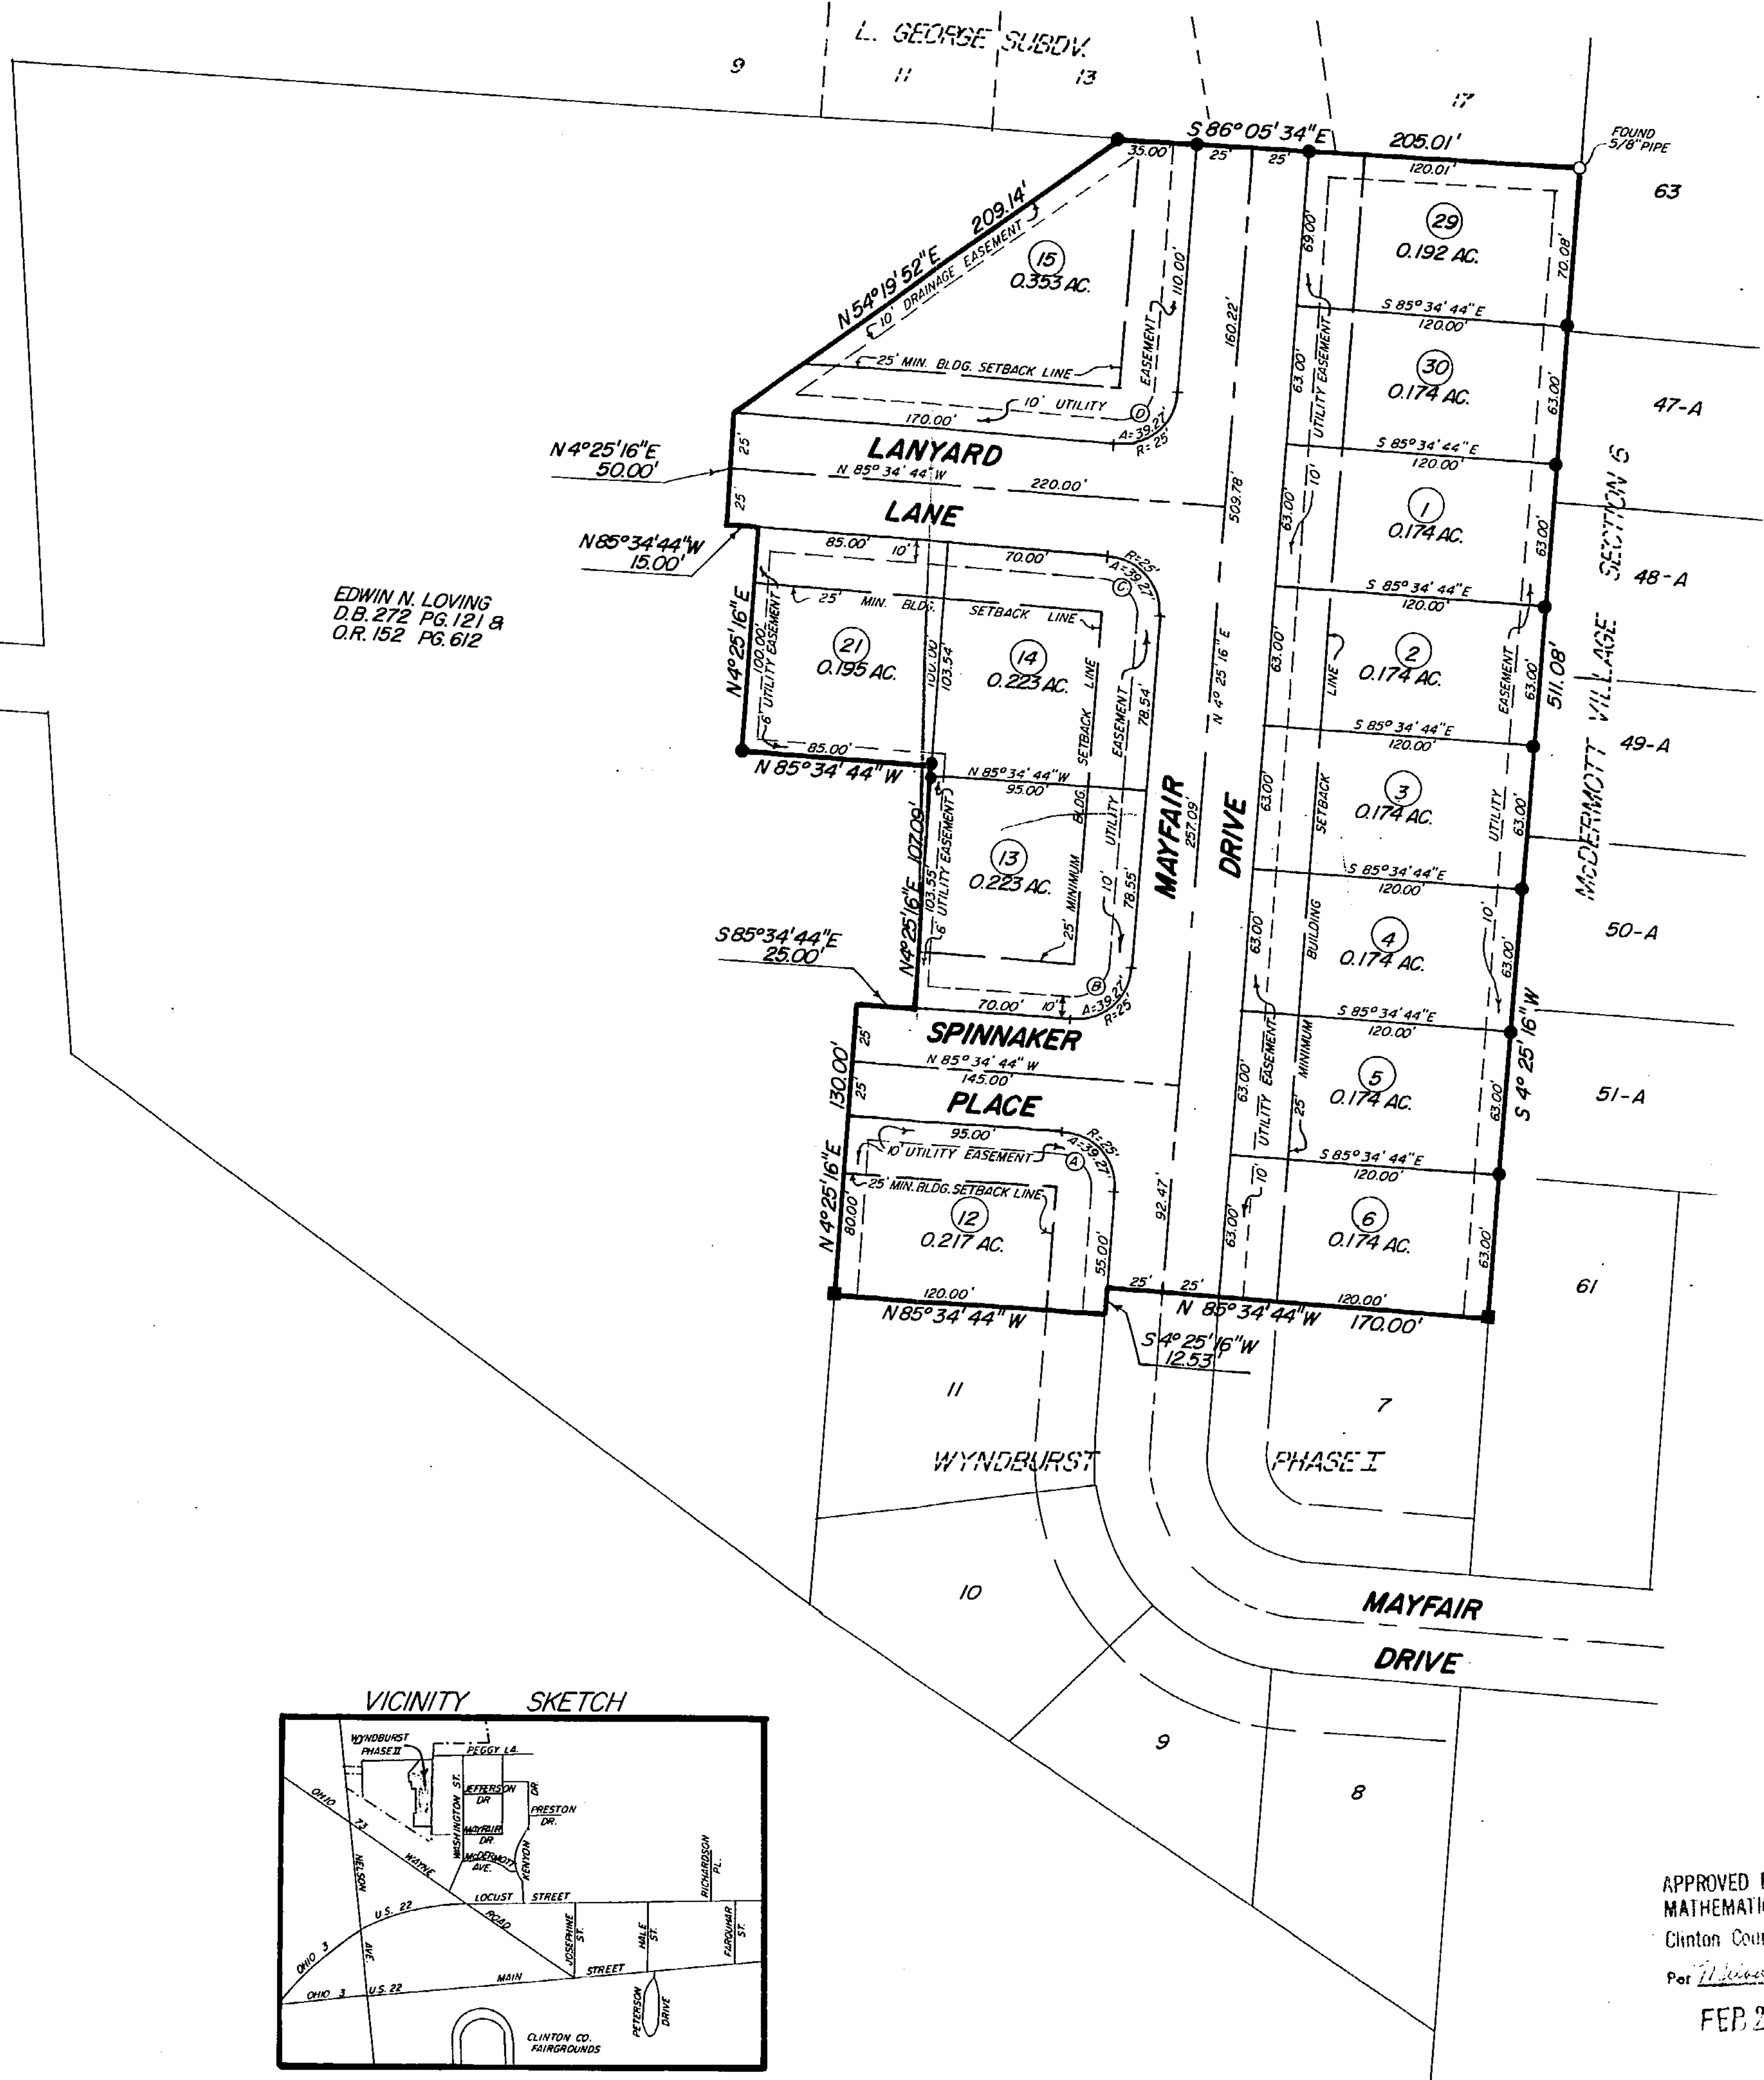 L. GEORGE SUBDV.
9
11
13
17
S 86° 05' 34" E
205.01'
FOUND
5/8" PIPE
35.00'
25'
25'
120.01'
63
N 54° 19' 52" E
209.14'
10' DRAINAGE EASEMENT
15
0.353 AC.
110.00'
EASEMENT
160.22'
69.00'
29
0.192 AC.
70.08'
S 85° 34' 44" E
120.00'
25' MIN. BLDG. SETBACK LINE
10' UTILITY
D
A=39.27'
R=25'
170.00'
63.00'
UTILITY EASEMENT
30
0.174 AC.
63.00'
47-A
S 85° 34' 44" E
120.00'
N 4° 25' 16" E
50.00'
25'
25'
LANYARD
N 85° 34' 44" W
220.00'
LANE
509.78'
63.00'
10'
1
0.174 AC.
63.00'
McDERMOTT VILLAGE SECTION 6
48-A
S 85° 34' 44" E
120.00'
N 85° 34' 44" W
15.00'
85.00'
10'
70.00'
R=25'
A=39.27'
C
EDWIN N. LOVING
D.B. 272 PG. 121 &
O.R. 152 PG. 612
25' MIN. BLDG. SETBACK LINE
N 4° 25' 16" E
100.00'
6' UTILITY EASEMENT
21
0.195 AC.
100.00
103.54'
14
0.223 AC.
BLDG. SETBACK LINE
EASEMENT
78.54'
N 4° 25' 16" E
63.00'
LINE
2
0.174 AC.
EASEMENT
63.00'
511.08'
S 85° 34' 44" E
120.00'
49-A
85.00'
N 85° 34' 44" W
N 85° 34' 44" W
95.00'
MAYFAIR
257.09'
DRIVE
63.00'
SETBACK
3
0.174 AC.
UTILITY
63.00'
N 4° 25' 16" E 107.09'
103.55'
6' UTILITY EASEMENT
13
0.223 AC.
25' MINIMUM
10' UTILITY
78.55'
S 85° 34' 44" E
120.00'
S 85° 34' 44" E
25.00'
63.00'
BUILDING
4
0.174 AC.
10'
63.00'
50-A
B
70.00'
10'
A=39.27'
R=25'
S 85° 34' 44" E
120.00'
130.00'
25'
25'
SPINNAKER
N 85° 34' 44" W
145.00'
PLACE
63.00'
UTILITY EASEMENT
25' MINIMUM
5
0.174 AC.
63.00'
S 4° 25' 16" W
51-A
95.00'
R=25'
A=39.27'
A
10' UTILITY EASEMENT
S 85° 34' 44" E
120.00'
25' MIN. BLDG. SETBACK LINE
N 4° 25' 16" E
80.00'
12
0.217 AC.
55.00'
92.47'
63.00'
10'
6
0.174 AC.
63.00'
61
120.00'
N 85° 34' 44" W
25'
25'
120.00'
N 85° 34' 44" W
170.00'
S 4° 25' 16" W
12.53'
11
7
WYNDBURST PHASE I
10
MAYFAIR
DRIVE
9
8
VICINITY SKETCH
WYNDBURST
PHASE II
PEGGY LA.
WASHINGTON ST.
JEFFERSON
DR
DR.
PRESTON
DR.
MAYFAIR
DR.
McDERMOTT
AVE.
KENYON
OHIO
73
WAYNE
ROAD
NELSON
AVE.
U.S. 22
LOCUST STREET
RICHARDSON
PL.
JOSEPHINE
ST.
HALE
ST.
FARQUHAR
ST.
OHIO 3
OHIO 3
U.S. 22
MAIN
STREET
PETERSON
DRIVE
CLINTON CO.
FAIRGROUNDS
APPROVED
MATHEMATI
Clinton Cou
Per
FEB. 2